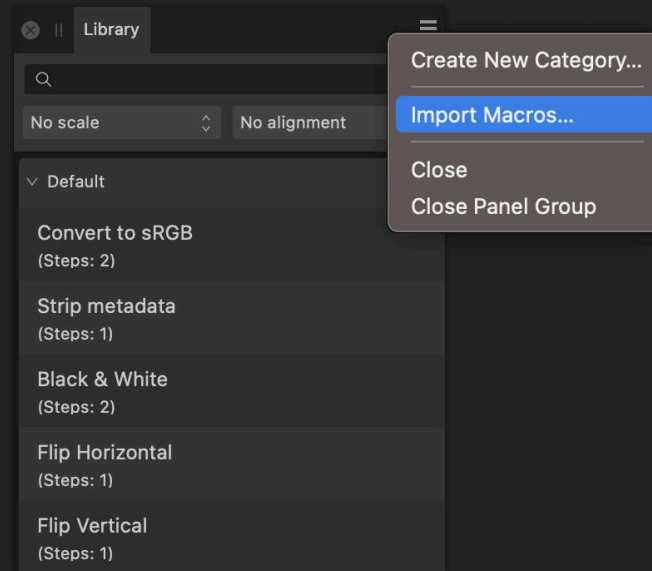 Library
Create New Category...
Import Macros...
Close
Close Panel Group
No scale
No alignment
Default
Convert to sRGB
(Steps: 2)
Strip metadata
(Steps: 1)
Black & White
(Steps: 2)
Flip Horizontal
(Steps: 1)
Flip Vertical
(Steps: 1)